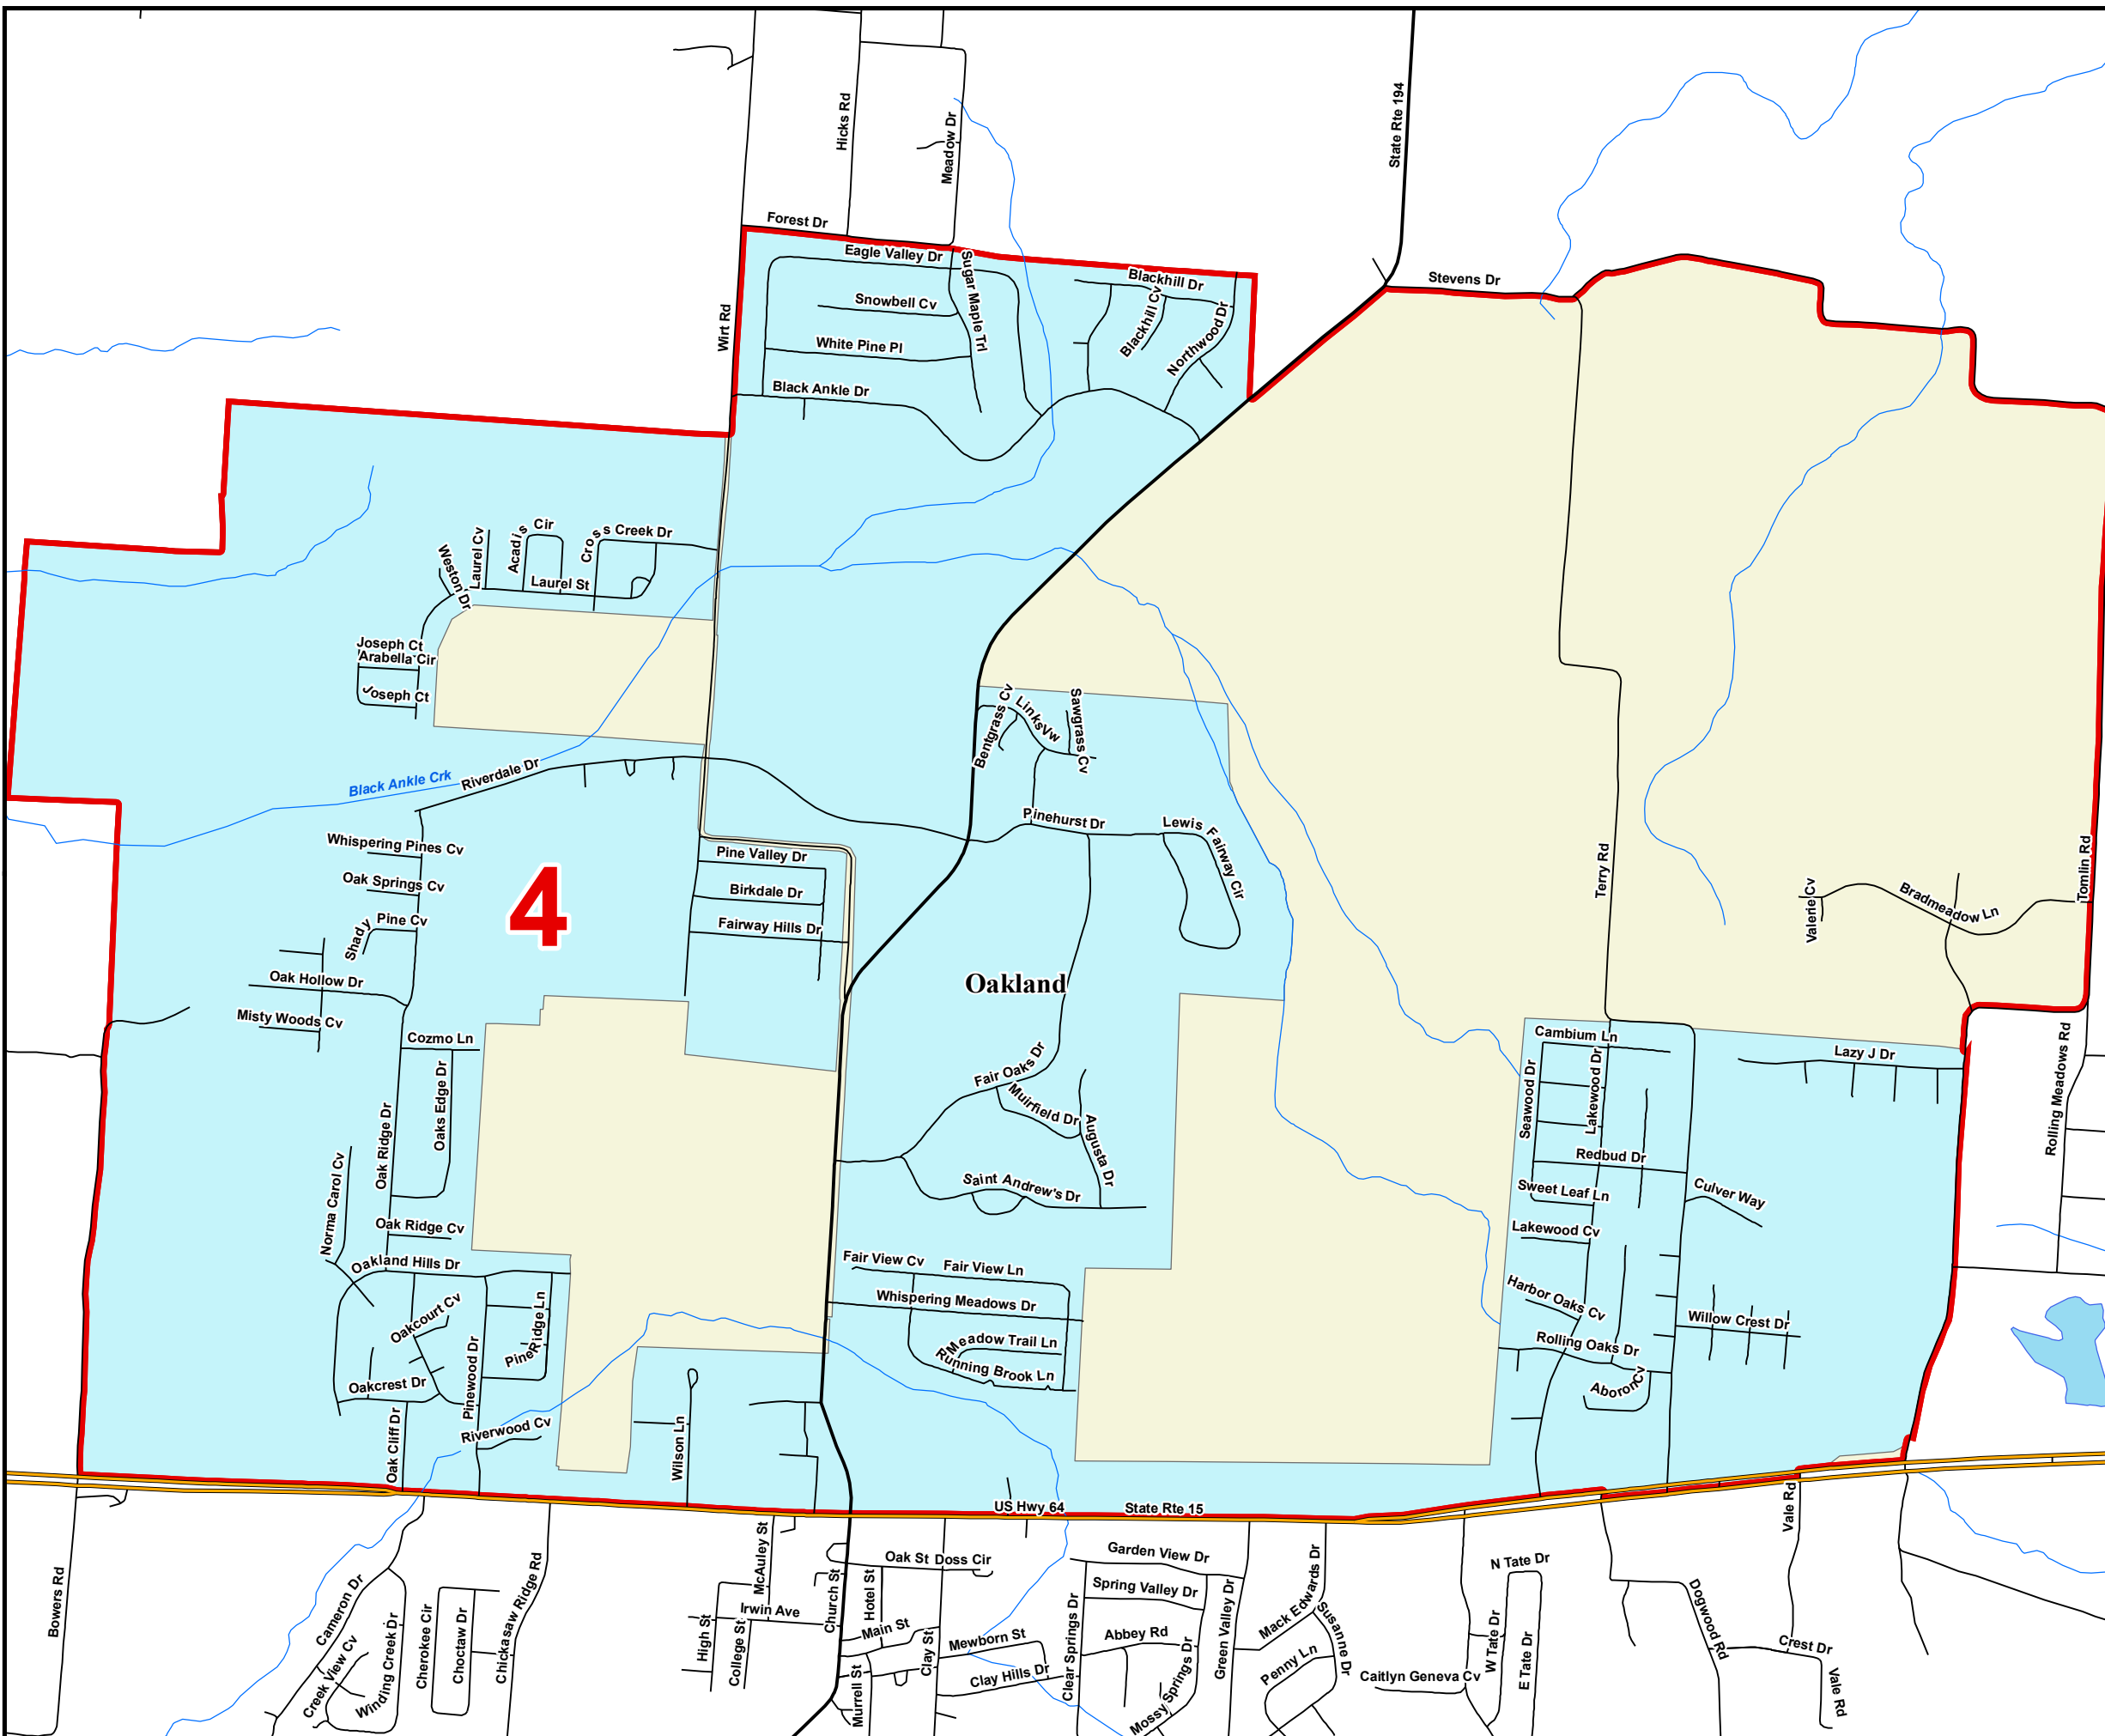 State Rte 194
Hicks Rd
Meadow Dr
Forest Dr
Eagle Valley Dr
Sugar Maple Trl
Blackhill Dr
Stevens Dr
Snowbell Cv
Blackhill Cv
Northwood Dr
Wirt Rd
White Pine Pl
Black Ankle Dr
Laurel Cv
Acadis Cir
Cross Creek Dr
Weston Dr
Laurel St
Joseph Ct
Arabella Cir
Joseph Ct
Bentgrass Cv
Links Vw
Sawgrass Cv
Black Ankle Crk
Riverdale Dr
Pinehurst Dr
Lewis Fairway Cir
Whispering Pines Cv
Pine Valley Dr
Terry Rd
Tomlin Rd
Oak Springs Cv
Birkdale Dr
4
Valerie Cv
Bradmeadow Ln
Shady Pine Cv
Fairway Hills Dr
Oak Hollow Dr
Oakland
Misty Woods Cv
Cozmo Ln
Cambium Ln
Lazy J Dr
Rolling Meadows Rd
Oaks Edge Dr
Fair Oaks Dr
Muirfield Dr
Augusta Dr
Seawood Dr
Lakewood Dr
Oak Ridge Dr
Redbud Dr
Norma Carol Cv
Saint Andrew's Dr
Sweet Leaf Ln
Culver Way
Oak Ridge Cv
Lakewood Cv
Oakland Hills Dr
Fair View Cv
Fair View Ln
Harbor Oaks Cv
Whispering Meadows Dr
Willow Crest Dr
Oakcourt Cv
Pine Ridge Ln
Meadow Trail Ln
Rolling Oaks Dr
Running Brook Ln
Pinewood Dr
Oakcrest Dr
Aboron Cv
Oak Cliff Dr
Riverwood Cv
Wilson Ln
US Hwy 64
State Rte 15
Vale Rd
Bowers Rd
Cameron Dr
Chickasaw Ridge Rd
McAuley St
Oak St
Doss Cir
Garden View Dr
N Tate Dr
Church St
Hotel St
Spring Valley Dr
Mack Edwards Dr
Susanne Dr
Dogwood Rd
Cherokee Cir
Choctaw Dr
Winding Creek Dr
Creek View Cv
High St
College St
Irwin Ave
Main St
Clay St
Mewborn St
Clay Hills Dr
Murrell St
Clear Springs Dr
Abbey Rd
Mossy Springs Dr
Green Valley Dr
Penny Ln
Caitlyn Geneva Cv
W Tate Dr
E Tate Dr
Crest Dr
Vale Rd